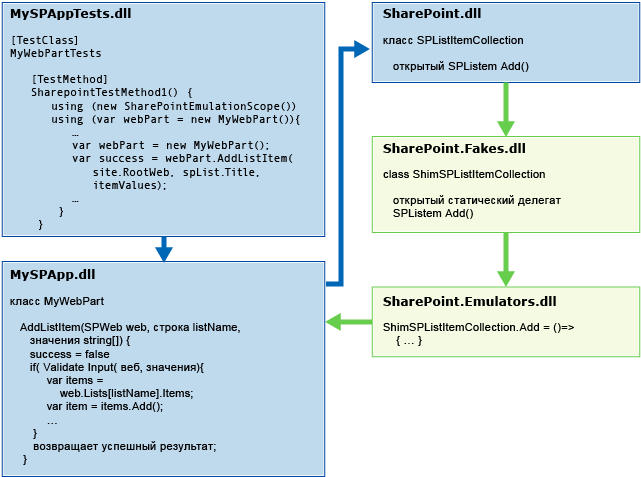 MySPAppTests.dll
[TestClass]
MyWebPartTests
[TestMethod]
SharepointTestMethod1() {
using (new SharePointEmulationScope())
using (var webPart = new MyWebPart()){
…
var webPart = new MyWebPart();
var success = webPart.AddListItem(
site.RootWeb, spList.Title,
itemValues);
…
}
}
MySPApp.dll
класс MyWebPart
AddListItem(SPWeb web, строка listName,
значения string[]) {
success = false
if( Validate Input( веб, значения){
var items =
web.Lists[listName].Items;
var item = items.Add();
…
}
возвращает успешный результат;
}
SharePoint.dll
класс SPListItemCollection
открытый SPListem Add()
SharePoint.Fakes.dll
class ShimSPListItemCollection
открытый статический делегат
SPListem Add()
SharePoint.Emulators.dll
ShimSPListItemCollection.Add = ()=>
{ … }